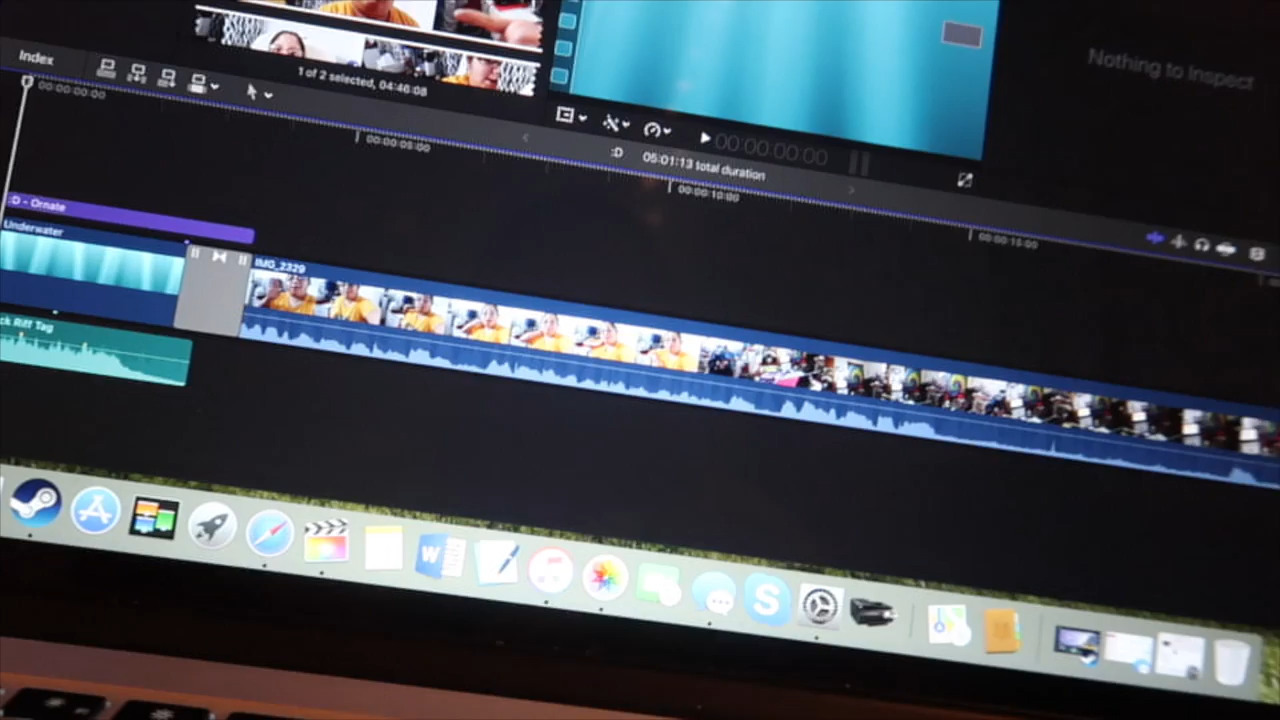 Nothing to Inspect
Index
1 of 2 selected, 04:46:08
00:00:00:00
00:00:00:00
00:00:05:00
:D
05:01:13 total duration
00:00:10:00
00:00:15:00
:D - Ornate
Underwater
IMG_2329
ck Riff Tag
W
S